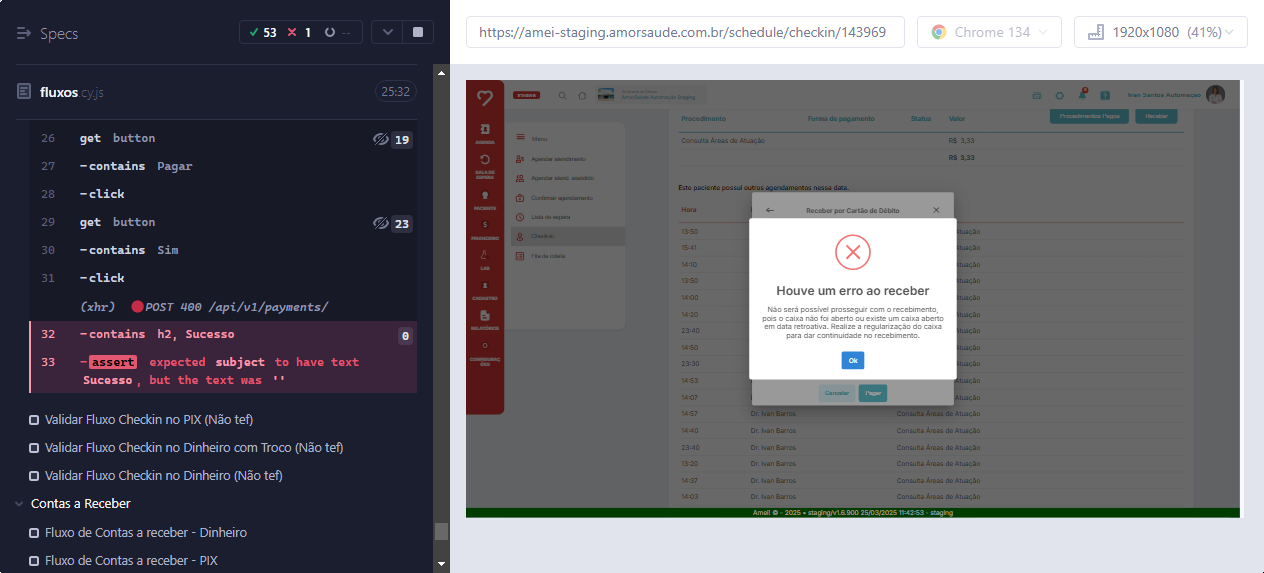 Specs
53 1 --
fluxos.cy.js 25:32
26 get button 19
27 -contains Pagar
28 -click
29 get button 23
30 -contains Sim
31 -click
(xhr) POST 400 /api/v1/payments/
32 -contains h2, Sucesso 0
33 -assert expected subject to have text
Sucesso, but the text was ''
Validar Fluxo Checkin no PIX (Não tef)
Validar Fluxo Checkin no Dinheiro com Troco (Não tef)
Validar Fluxo Checkin no Dinheiro (Não tef)
Contas a Receber
Fluxo de Contas a receber - Dinheiro
Fluxo de Contas a receber - PIX
https://amei-staging.amorsaude.com.br/schedule/checkin/143969
Chrome 134
1920x1080 (41%)
AmorSaúde Automação Staging
Ivan Santos Automacao
AGENDA
SALA DE ESPERA
PACIENTE
FINANCEIRO
LAB
CADASTRO
RELATÓRIOS
CONFIGURAÇÕES
Menu
Agendar atendimento
Confirmar agendamento
Lista de espera
Check-in
Procedimento Forma de pagamento Status Valor
Procedimentos Pagos Receber
Consulta Áreas de Atuação R$ 3,33
R$ 3,33
Este paciente possui outros agendamentos nessa data.
Hora
13:50
15:41
14:10
13:50
14:00
14:20
23:40
14:50
23:30
14:53
14:07
14:57 Dr. Ivan Barros Consulta Áreas de Atuação
14:40 Dr. Ivan Barros Consulta Áreas de Atuação
23:40 Dr. Ivan Barros Consulta Áreas de Atuação
13:20 Dr. Ivan Barros Consulta Áreas de Atuação
14:37 Dr. Ivan Barros Consulta Áreas de Atuação
14:03 Dr. Ivan Barros Consulta Áreas de Atuação
Receber por Cartão de Débito
Houve um erro ao receber
Não será possível prosseguir com o recebimento,
pois o caixa não foi aberto ou existe um caixa aberto
em data retroativa. Realize a regularização do caixa
para dar continuidade no recebimento.
Ok
Cancelar Pagar
Amei! © - 2025 • staging/v1.6.900 25/03/2025 11:42:53 - staging